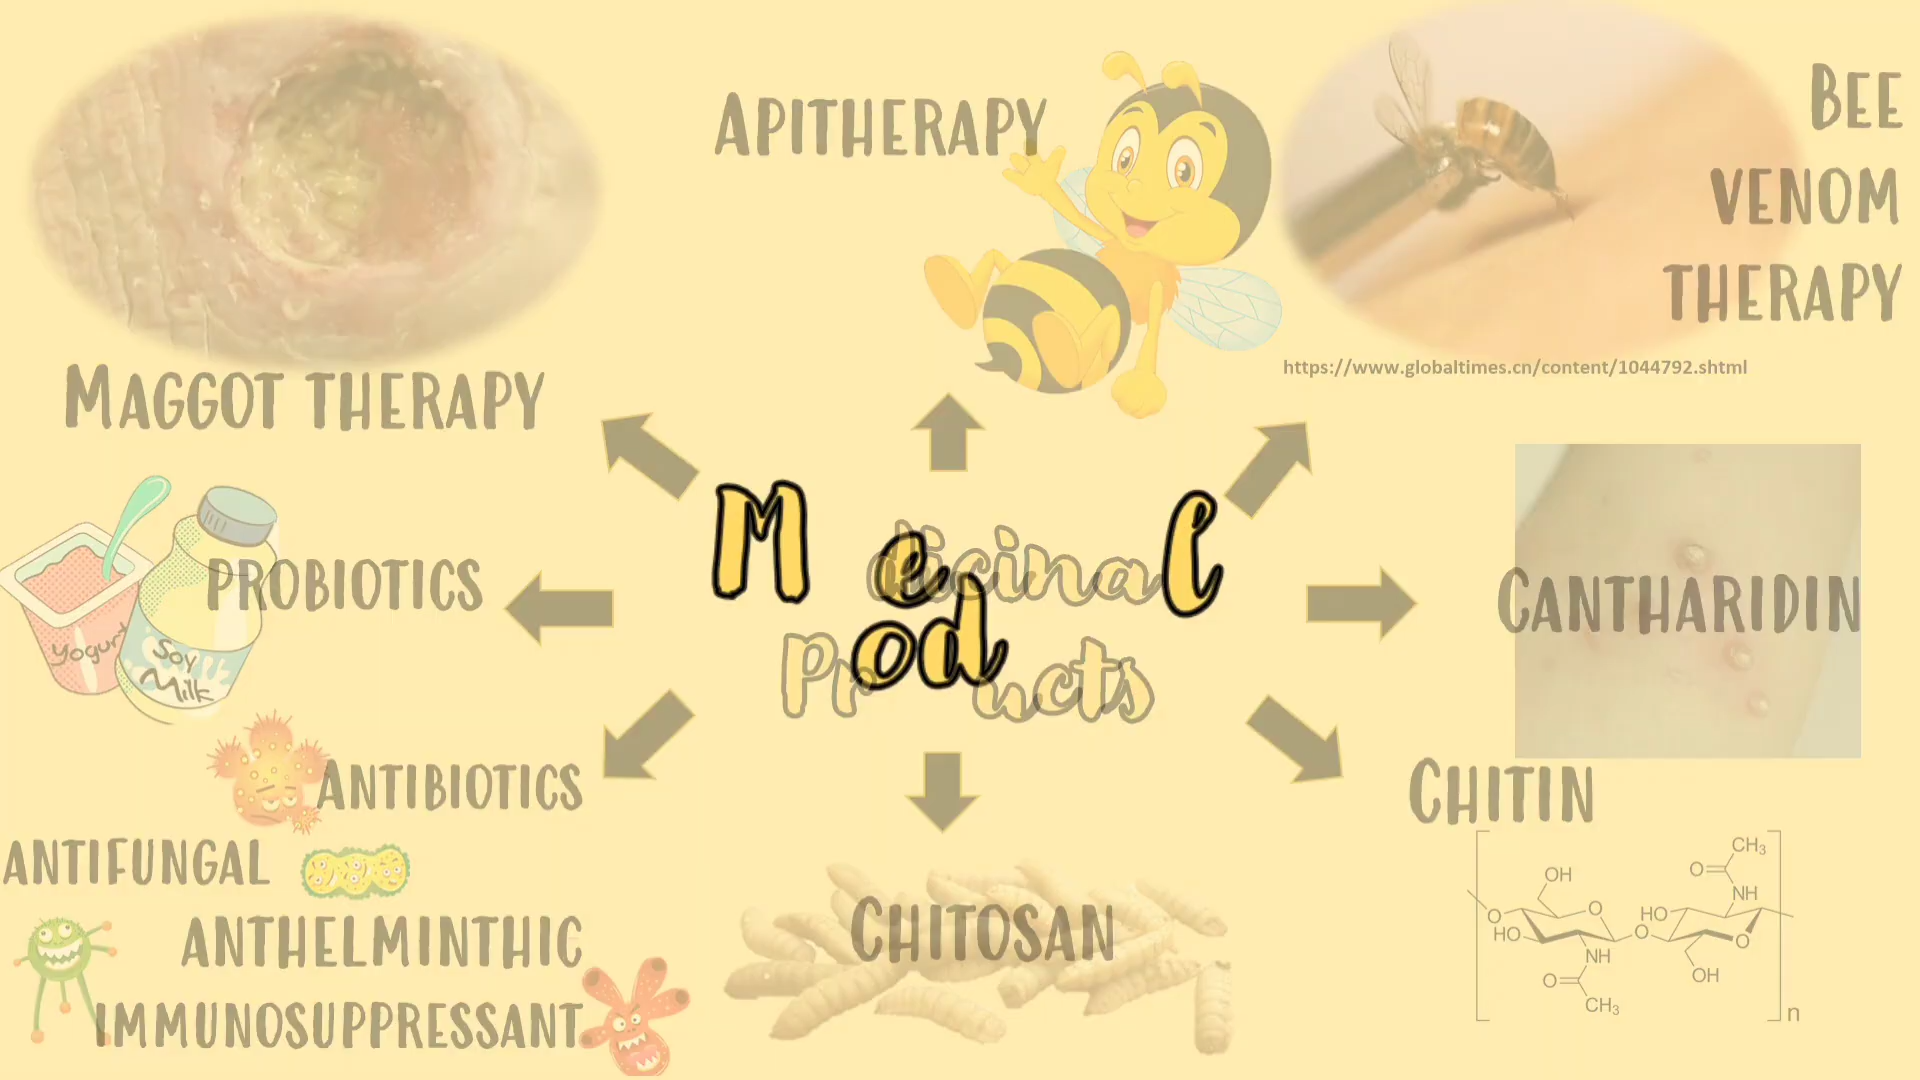 APITHERAPY
BEE
VENOM
THERAPY
https://www.globaltimes.cn/content/1044792.shtml
MAGGOT THERAPY
PROBIOTICS
Yogurt
Soy
Milk
CANTHARIDIN
ANTIBIOTICS
ANTIFUNGAL
ANTHELMINTHIC
IMMUNOSUPPRESSANT
CHITOSAN
CHITIN
CH3
O
NH
OH
O
HO
O
HO
O
O
NH
OH
O
CH3
n